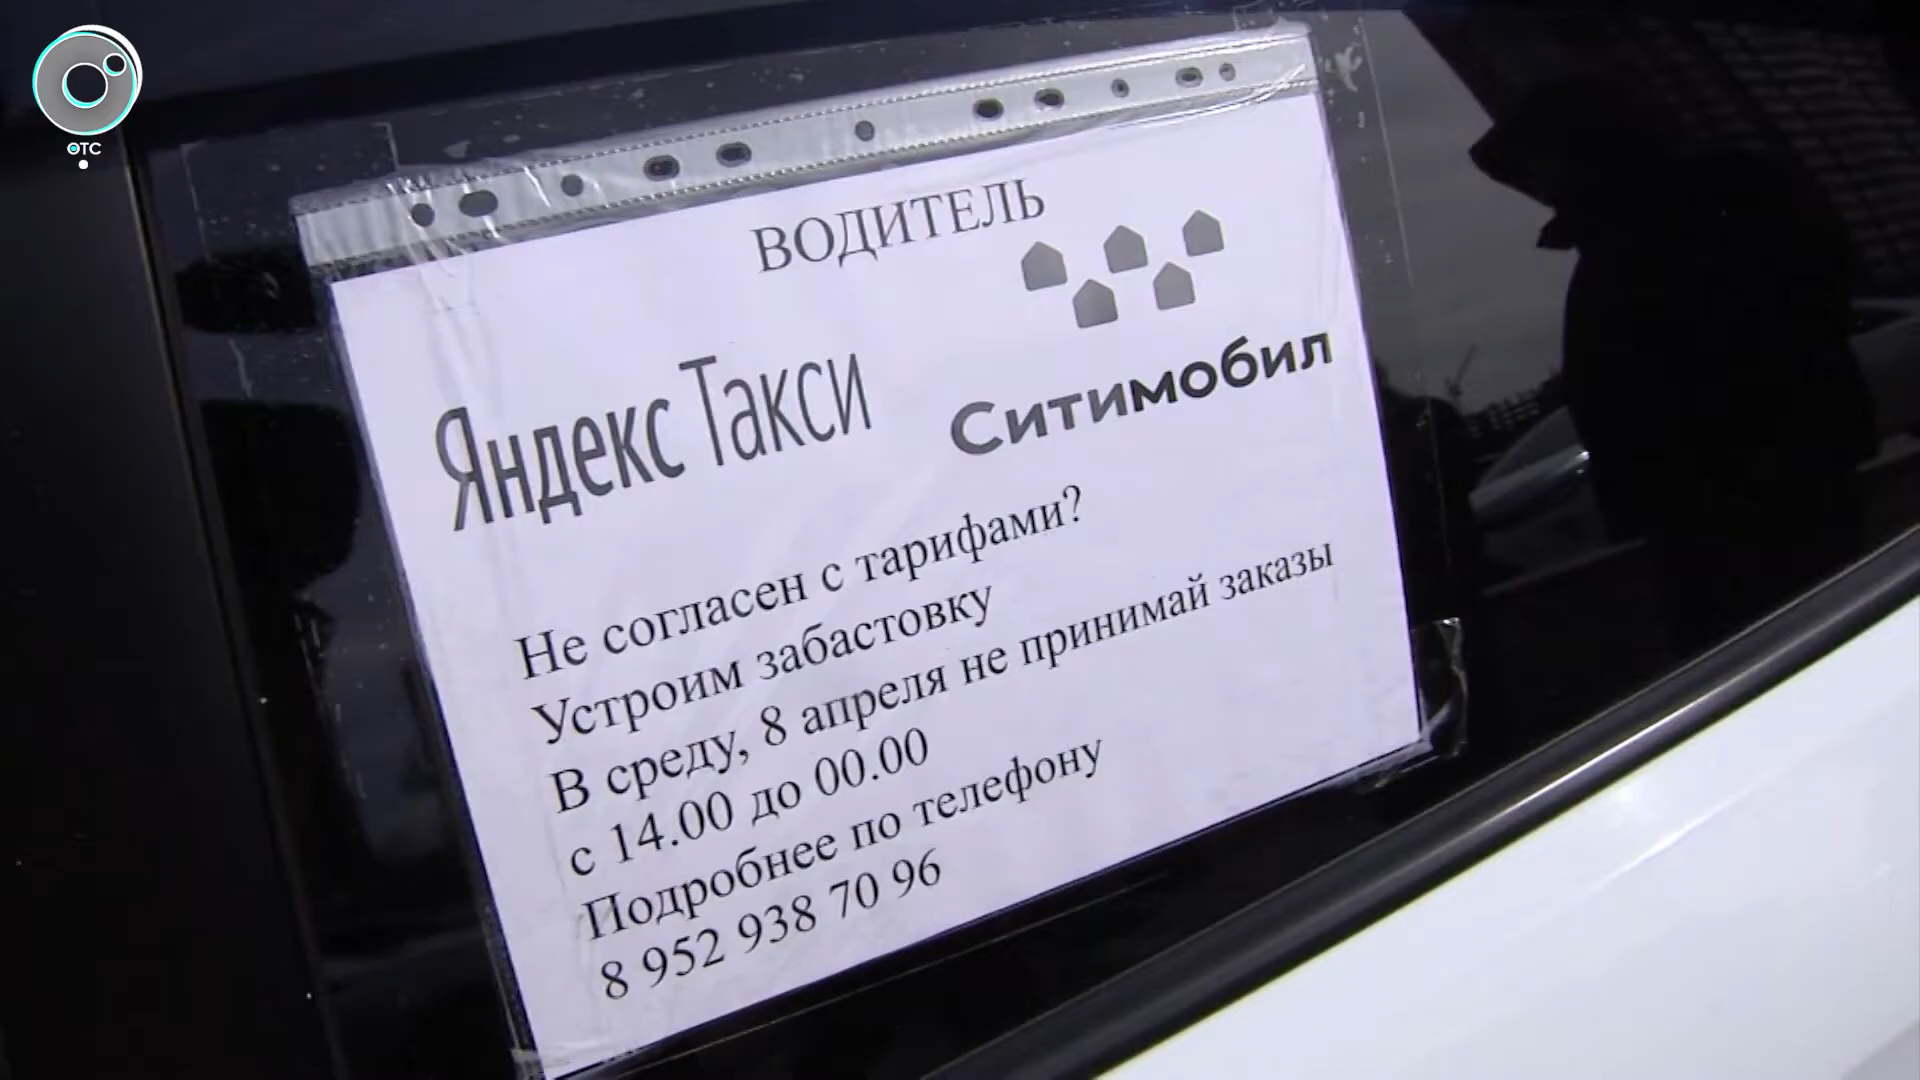 ОТС
ВОДИТЕЛЬ
Яндекс Такси
Ситимобил
Не согласен с тарифами?
Устроим забастовку
В среду, 8 апреля не принимай заказы
с 14.00 до 00.00
Подробнее по телефону
8 952 938 70 96